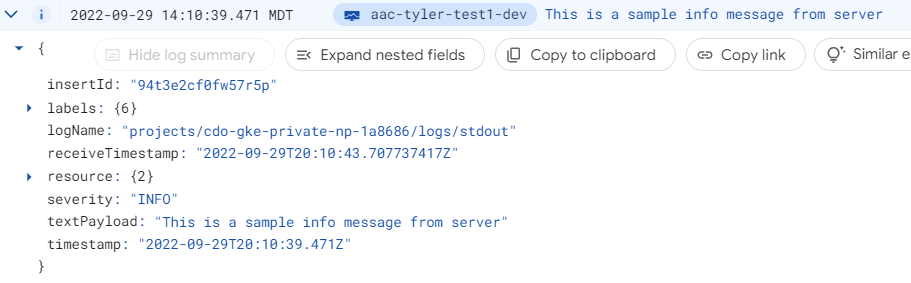 2022-09-29 14:10:39.471 MDT aac-tyler-test1-dev This is a sample info message from server
{ Hide log summary Expand nested fields Copy to clipboard Copy link Similar e
insertId: "94t3e2cf0fw57r5p"
labels: {6}
logName: "projects/cdo-gke-private-np-1a8686/logs/stdout"
receiveTimestamp: "2022-09-29T20:10:43.707737417Z"
resource: {2}
severity: "INFO"
textPayload: "This is a sample info message from server"
timestamp: "2022-09-29T20:10:39.471Z"
}